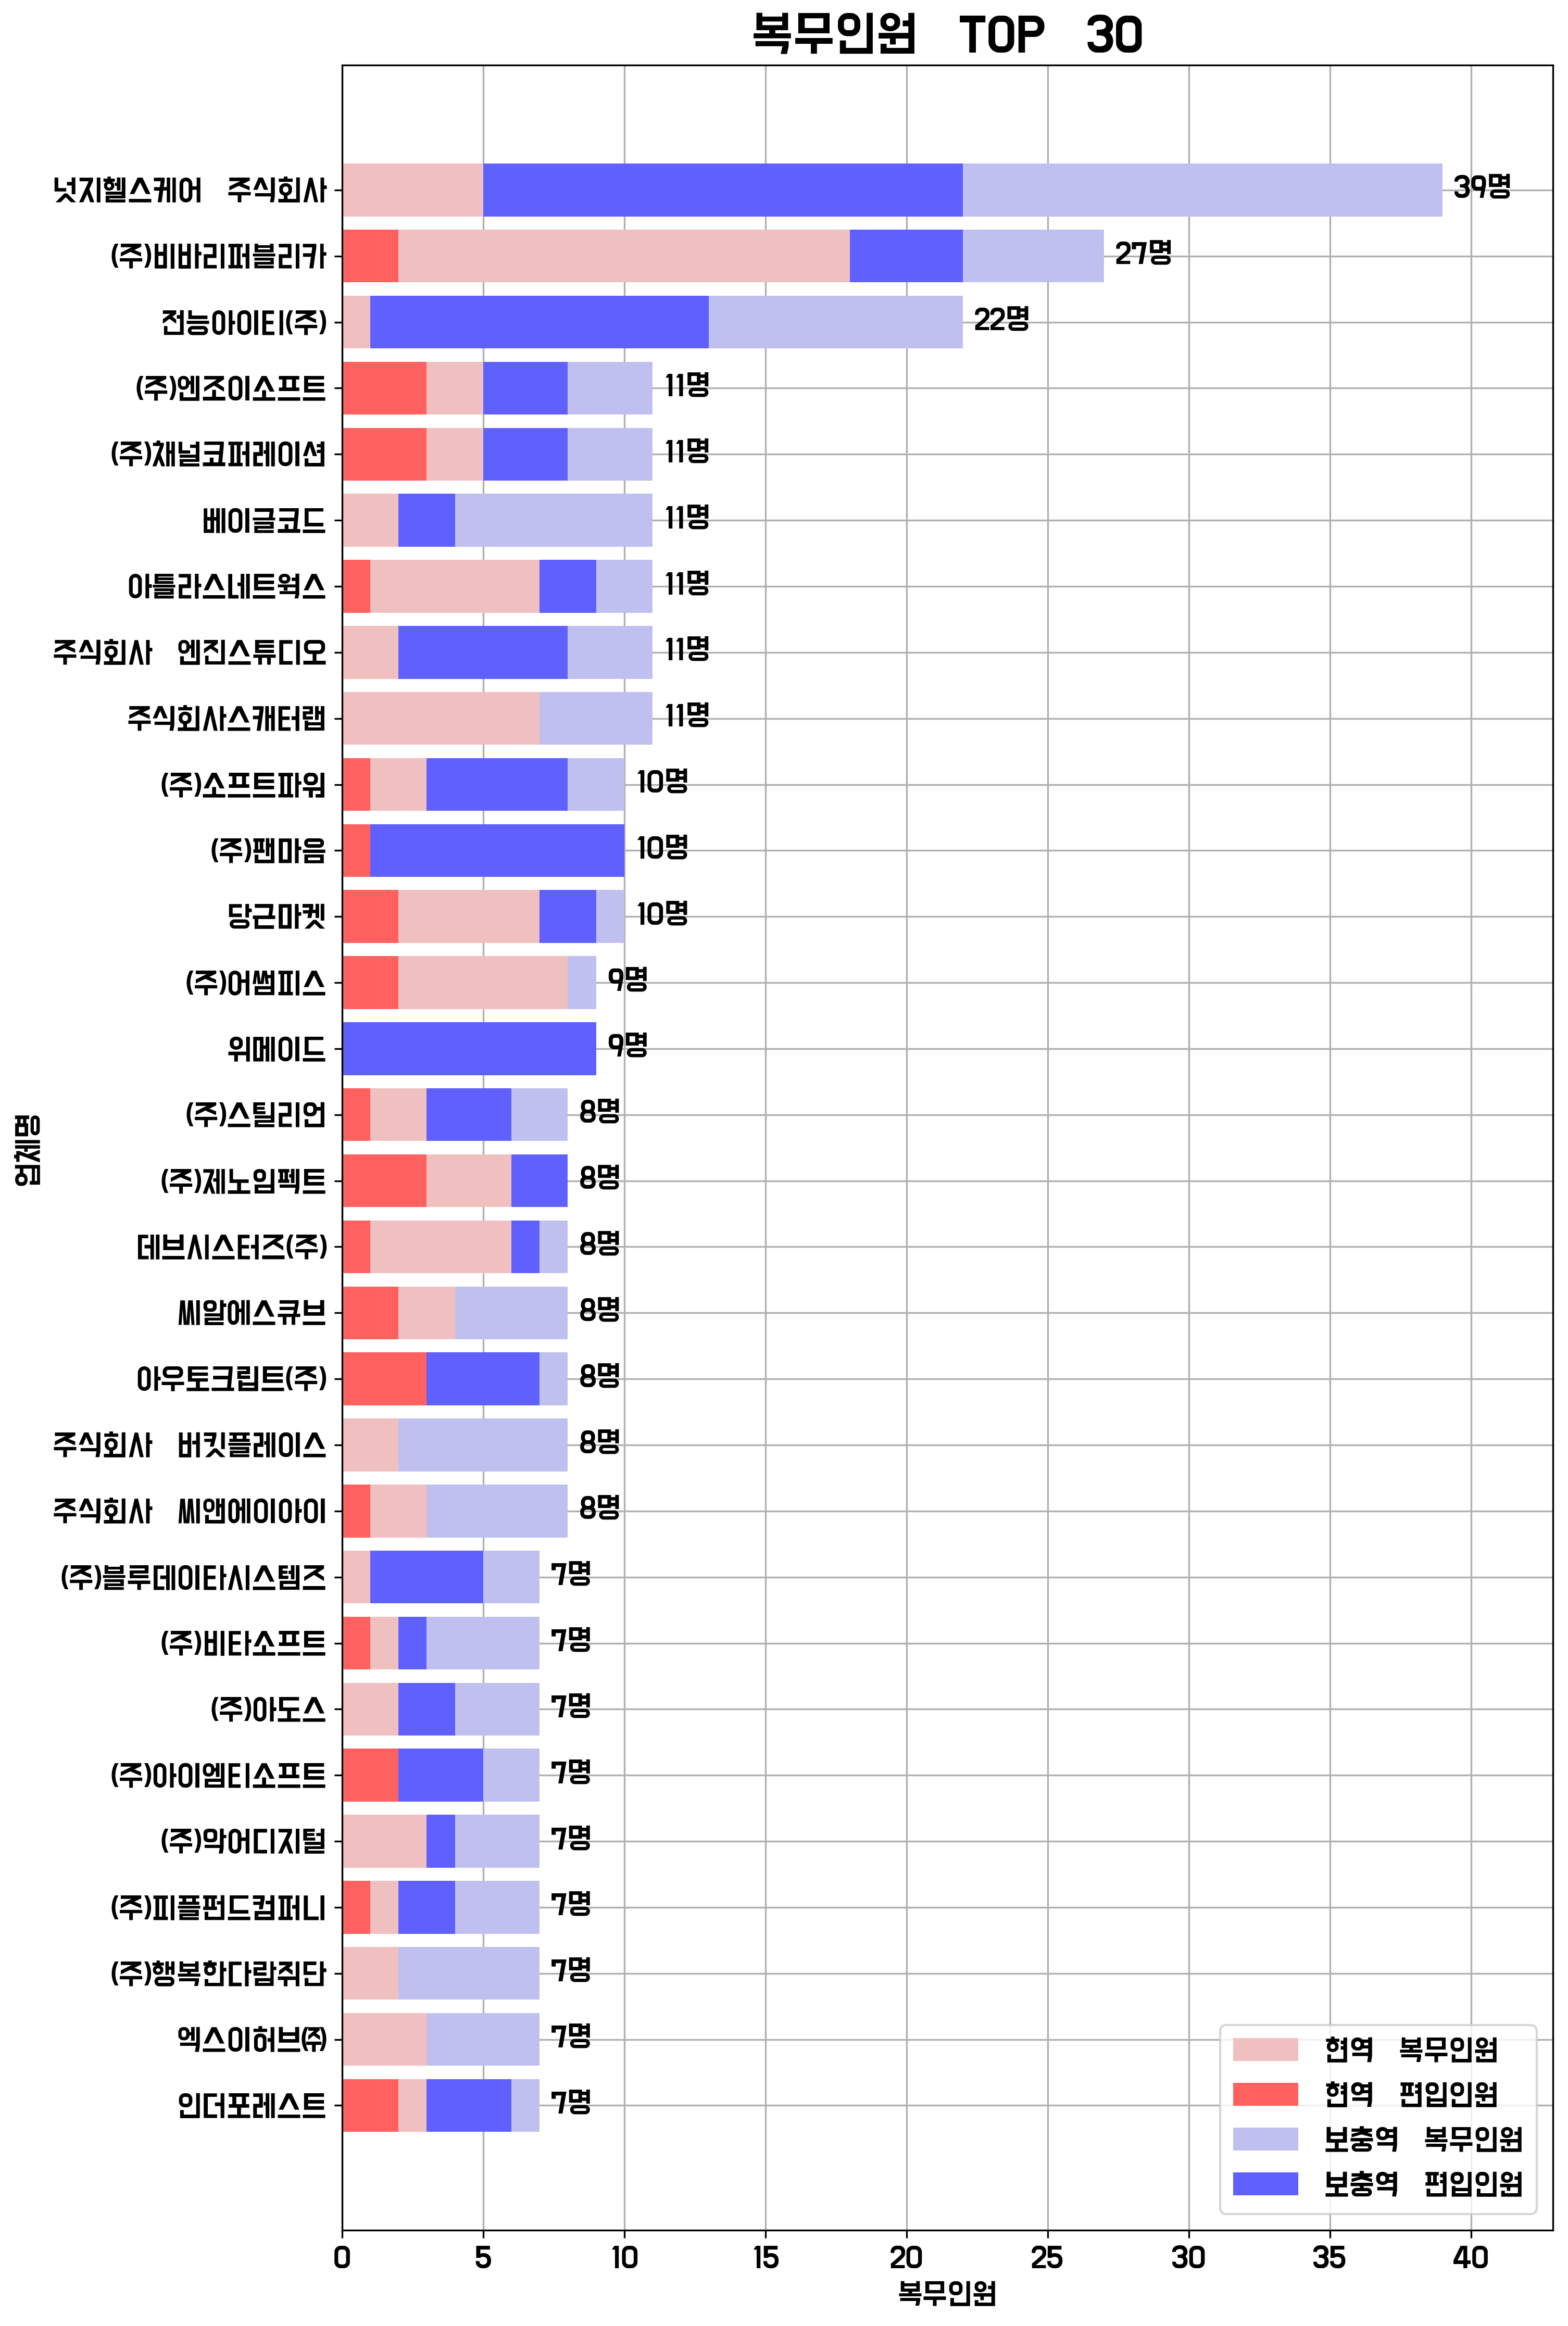 복무인원 TOP 30
넛지헬스케어 주식회사 39명
(주)비바리퍼블리카 27명
전능아이티(주) 22명
(주)엔조이소프트 11명
(주)채널코퍼레이션 11명
베이글코드 11명
아틀라스네트웍스 11명
주식회사 엔진스튜디오 11명
주식회사스캐터랩 11명
(주)소프트파워 10명
(주)팬마음 10명
당근마켓 10명
(주)어썸피스 9명
위메이드 9명
(주)스틸리언 8명
(주)제노임펙트 8명
데브시스터즈(주) 8명
씨알에스큐브 8명
아우토크립트(주) 8명
주식회사 버킷플레이스 8명
주식회사 씨앤에이아이 8명
(주)블루데이타시스템즈 7명
(주)비타소프트 7명
(주)아도스 7명
(주)아이엠티소프트 7명
(주)악어디지털 7명
(주)피플펀드컴퍼니 7명
(주)행복한다람쥐단 7명
엑스이허브㈜ 7명
인더포레스트 7명
업체명
현역 복무인원
현역 편입인원
보충역 복무인원
보충역 편입인원
0 5 10 15 20 25 30 35 40
복무인원